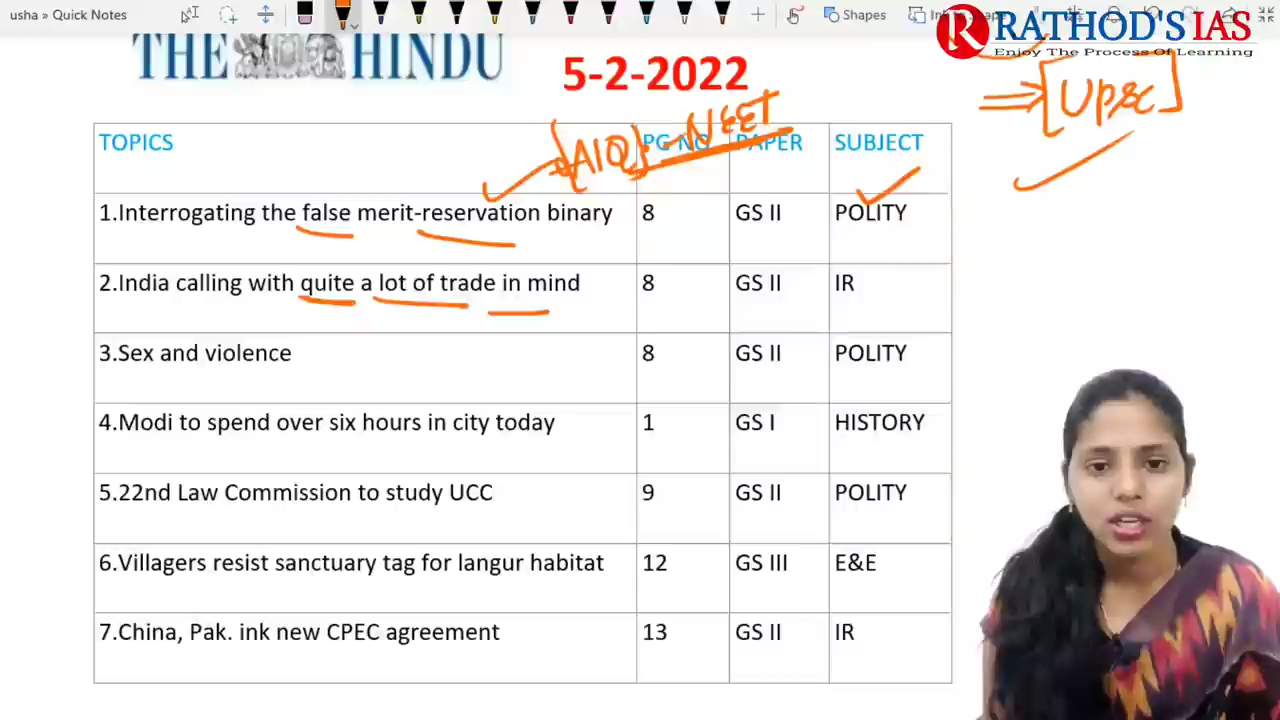 usha » Quick Notes
Shapes
RATHOD'S IAS
Enjoy The Process Of Learning
THE HINDU
5-2-2022
⇒[Upsc]
{AIQ}:-NEET
TOPICS PG NO PAPER SUBJECT
1.Interrogating the false merit-reservation binary 8 GS II POLITY
2.India calling with quite a lot of trade in mind 8 GS II IR
3.Sex and violence 8 GS II POLITY
4.Modi to spend over six hours in city today 1 GS I HISTORY
5.22nd Law Commission to study UCC 9 GS II POLITY
6.Villagers resist sanctuary tag for langur habitat 12 GS III E&E
7.China, Pak. ink new CPEC agreement 13 GS II IR